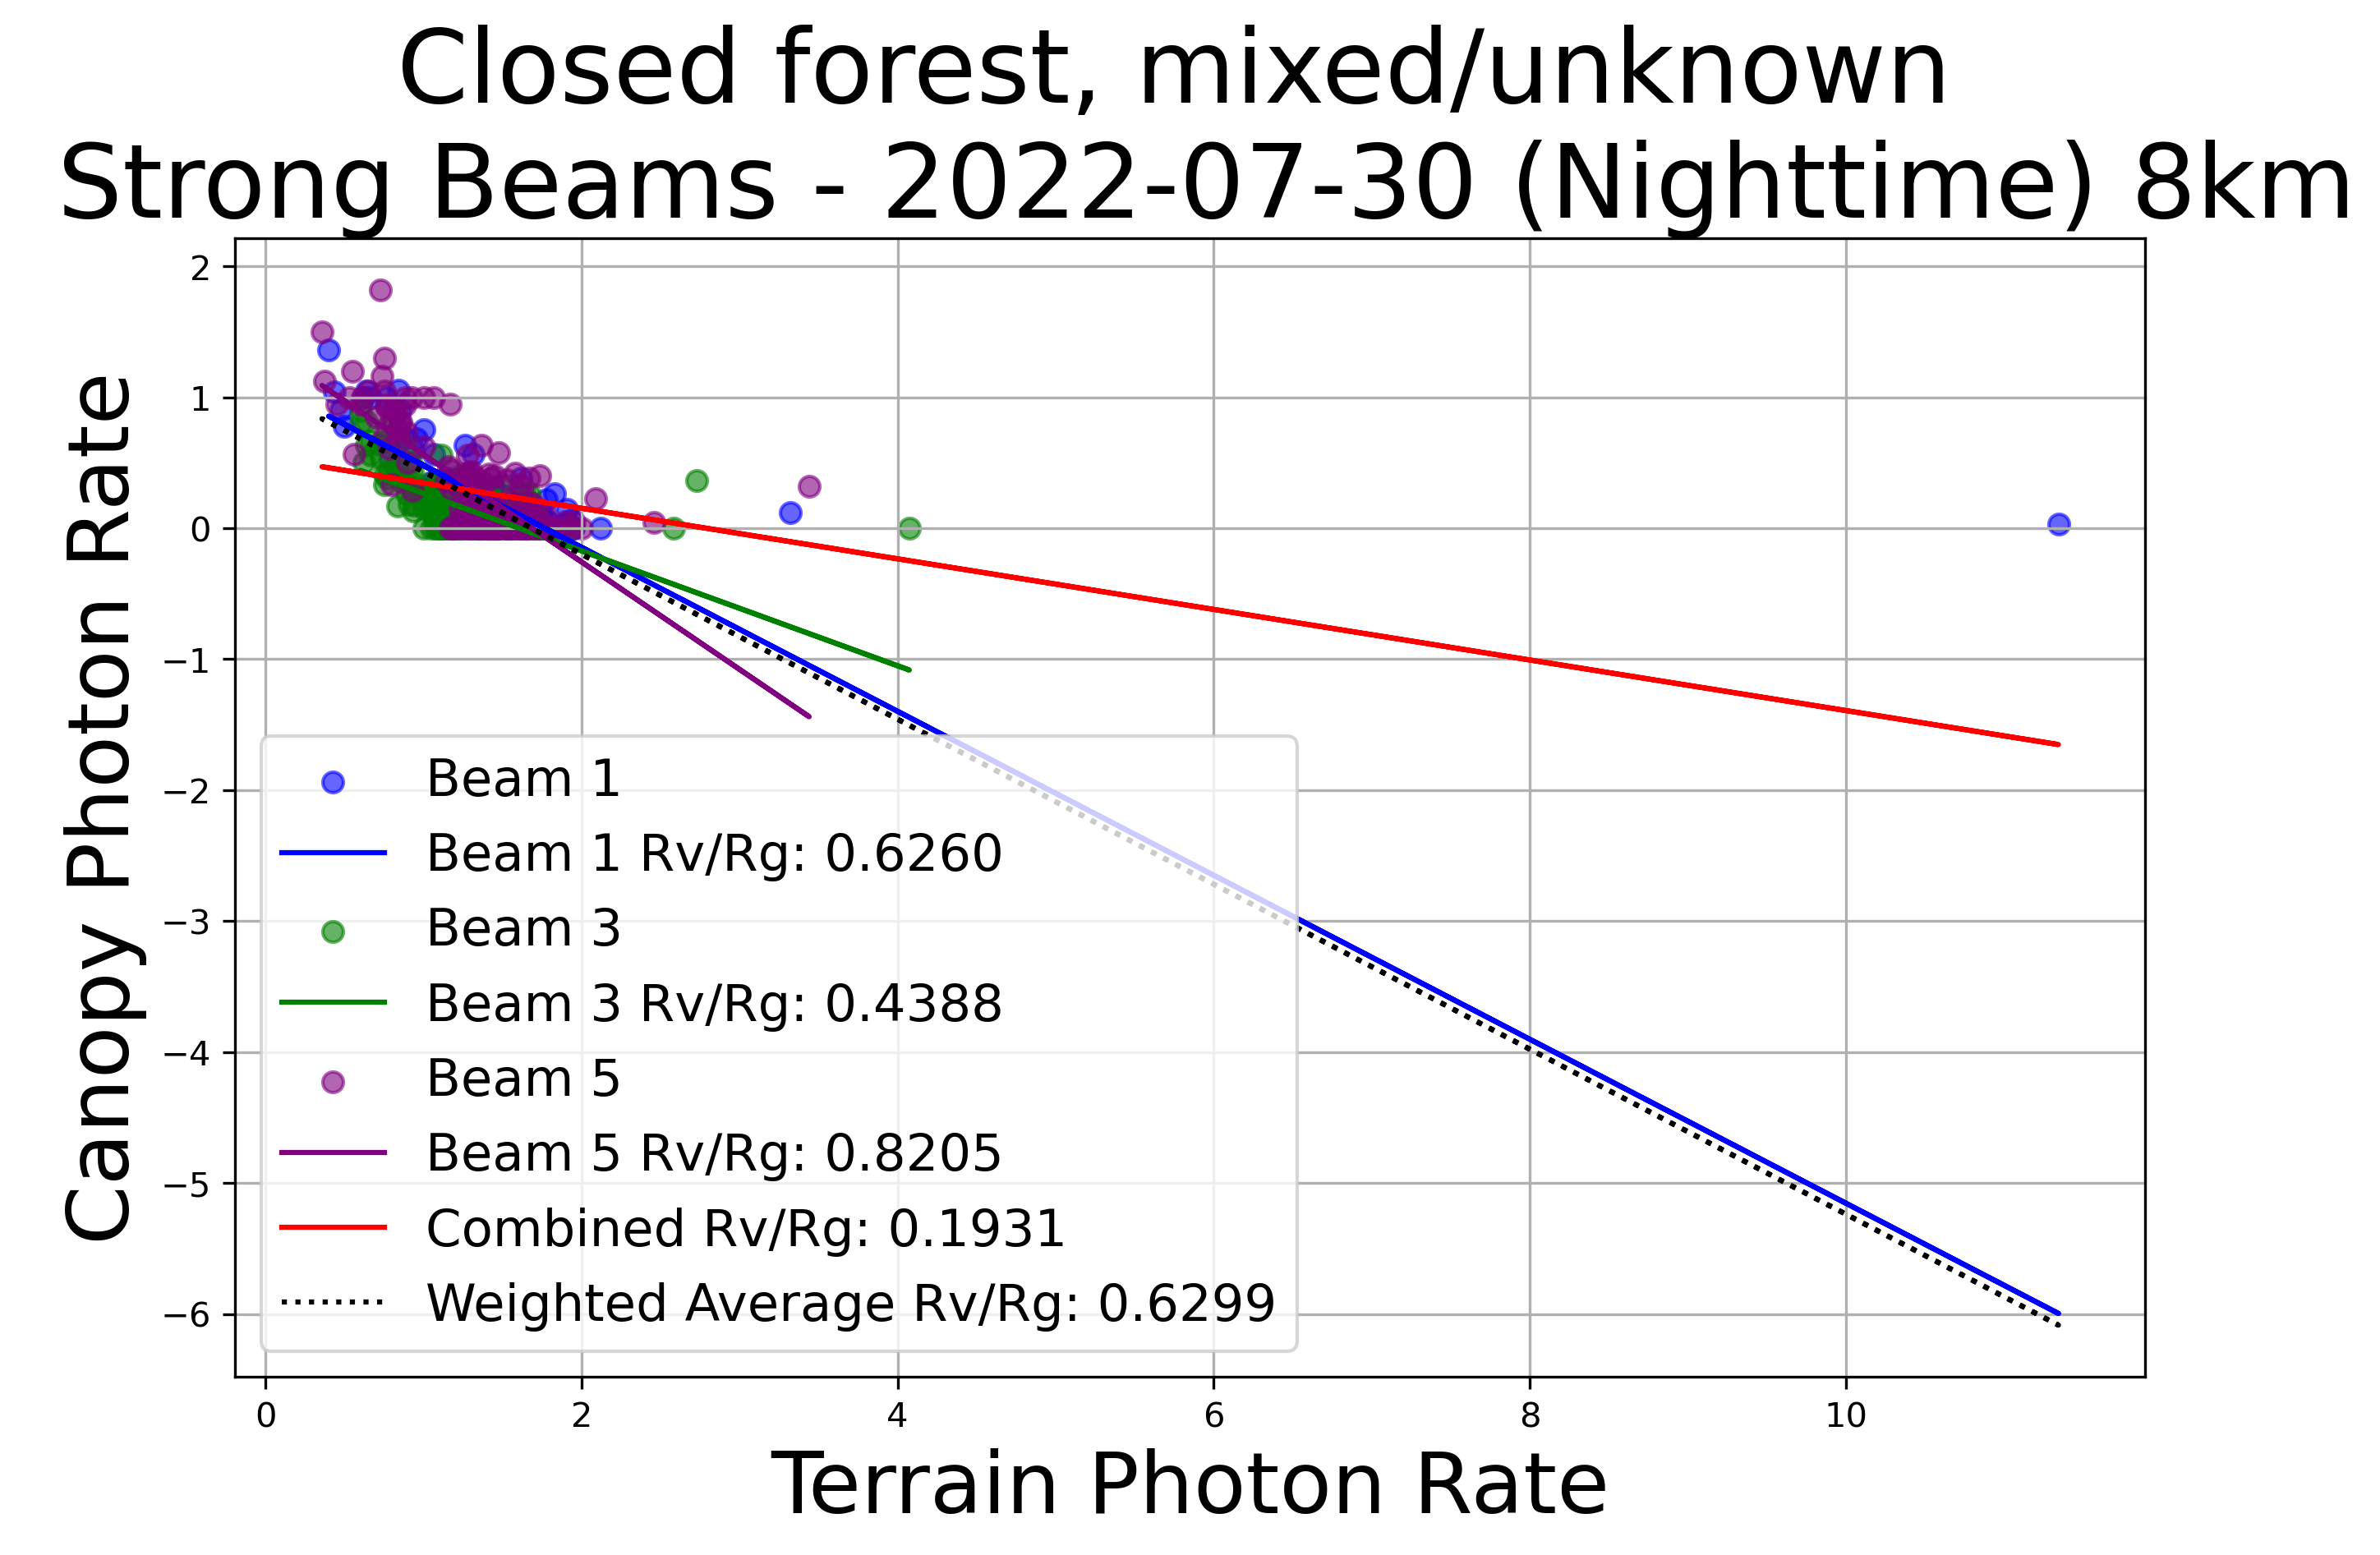 Closed forest, mixed/unknown
Strong Beams - 2022-07-30 (Nighttime) 8km
Canopy Photon Rate
2
1
0
−1
−2
−3
−4
−5
−6
Beam 1
Beam 1 Rv/Rg: 0.6260
Beam 3
Beam 3 Rv/Rg: 0.4388
Beam 5
Beam 5 Rv/Rg: 0.8205
Combined Rv/Rg: 0.1931
Weighted Average Rv/Rg: 0.6299
0 2 4 6 8 10
Terrain Photon Rate